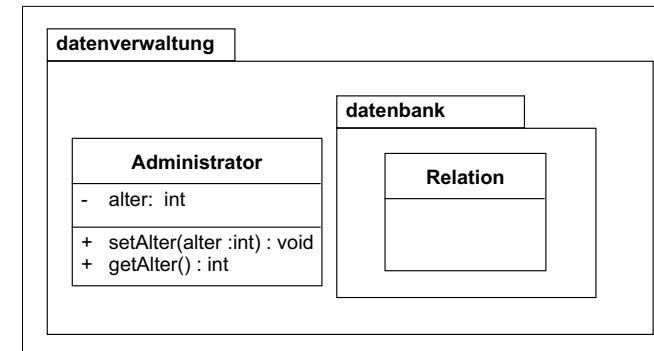 datenverwaltung
datenbank
Administrator
- alter: int
+ setAlter(alter :int) : void
+ getAlter() : int
Relation